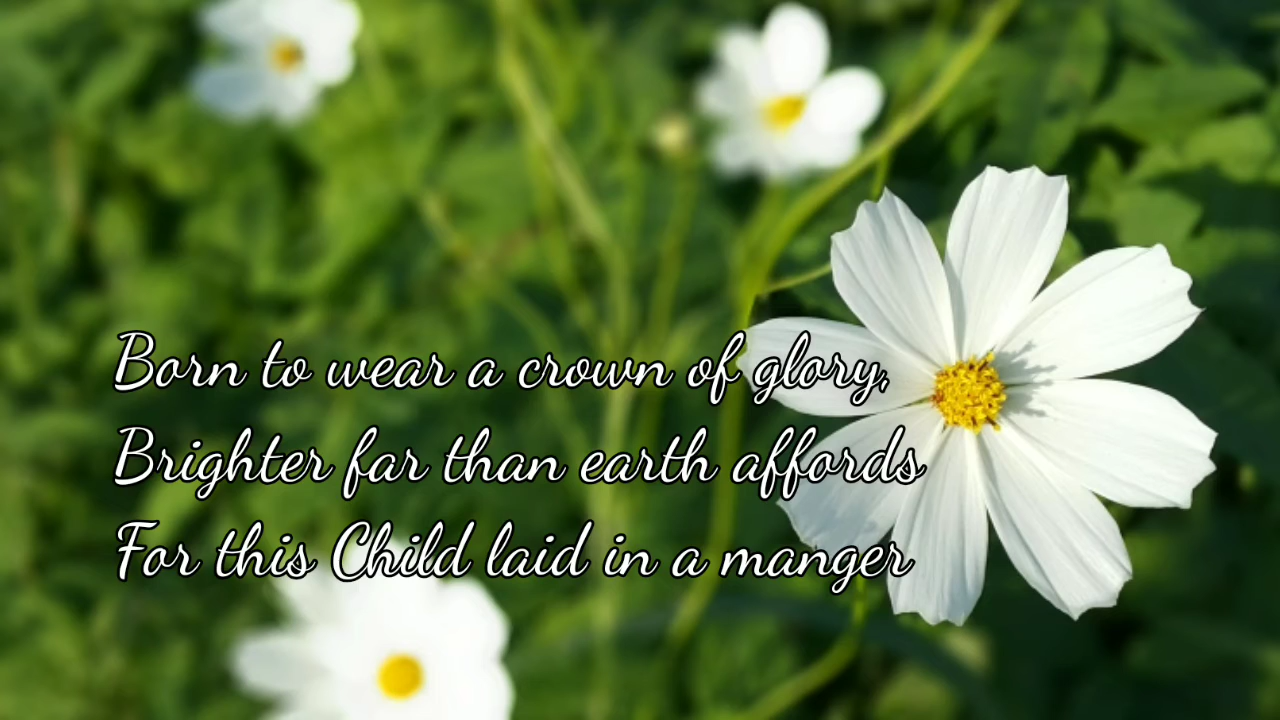 Born to wear a crown of glory,
Brighter far than earth affords
For this Child laid in a manger